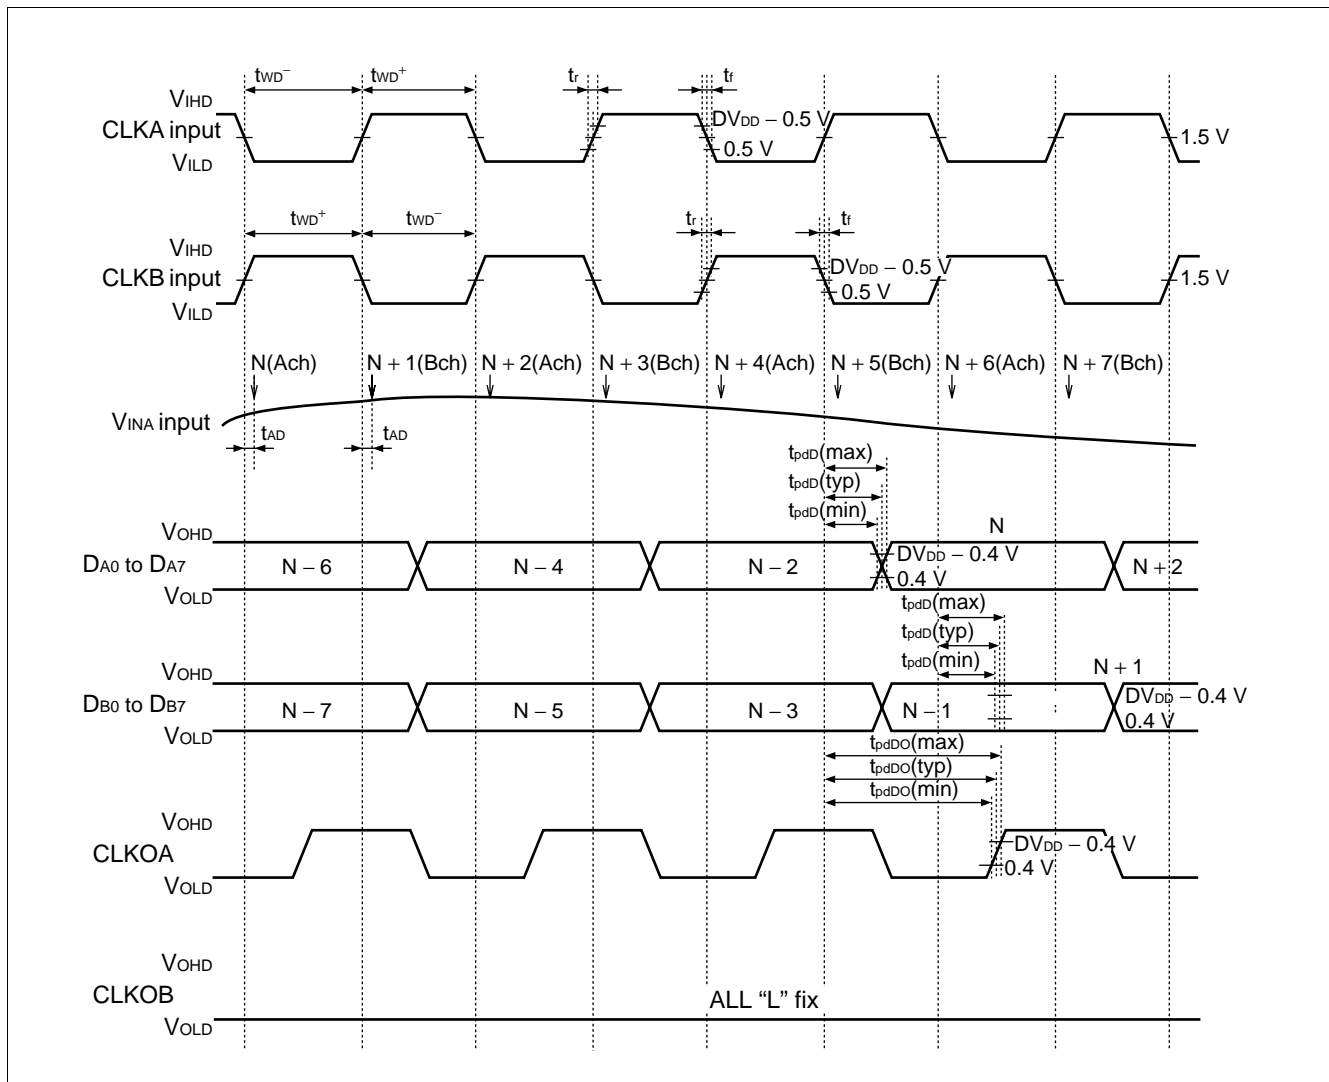 tWD− tWD+ tr tf
VIHD
CLKA input
VILD
DVDD − 0.5 V
0.5 V
1.5 V
tWD+ tWD− tr tf
VIHD
CLKB input
VILD
DVDD − 0.5 V
0.5 V
1.5 V
N(Ach) N + 1(Bch) N + 2(Ach) N + 3(Bch) N + 4(Ach) N + 5(Bch) N + 6(Ach) N + 7(Bch)
VINA input
tAD tAD
tpdD(max)
tpdD(typ)
tpdD(min)
VOHD
DA0 to DA7
VOLD
N − 6 N − 4 N − 2 N N + 2
DVDD − 0.4 V
0.4 V
tpdD(max)
tpdD(typ)
tpdD(min)
VOHD
DB0 to DB7
VOLD
N − 7 N − 5 N − 3 N − 1 N + 1
DVDD − 0.4 V
0.4 V
tpdDO(max)
tpdDO(typ)
tpdDO(min)
VOHD
CLKOA
VOLD
DVDD − 0.4 V
0.4 V
VOHD
CLKOB
VOLD
ALL “L” fix